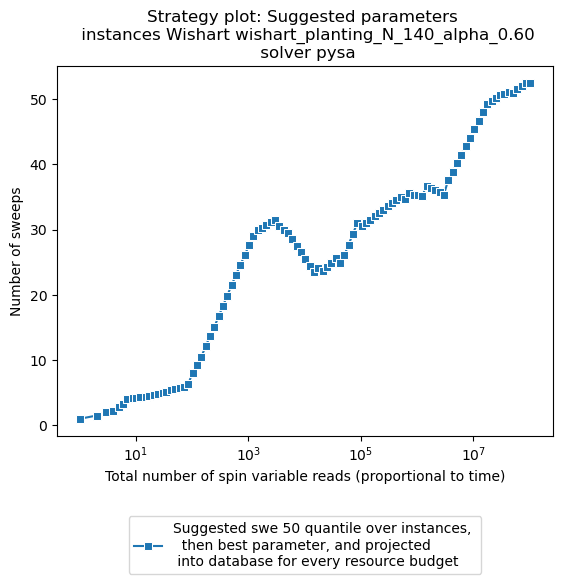 Strategy plot: Suggested parameters
instances Wishart wishart_planting_N_140_alpha_0.60
solver pysa
50
40
30
20
10
0
Number of sweeps
10^1
10^3
10^5
10^7
Total number of spin variable reads (proportional to time)
Suggested swe 50 quantile over instances,
then best parameter, and projected
into database for every resource budget